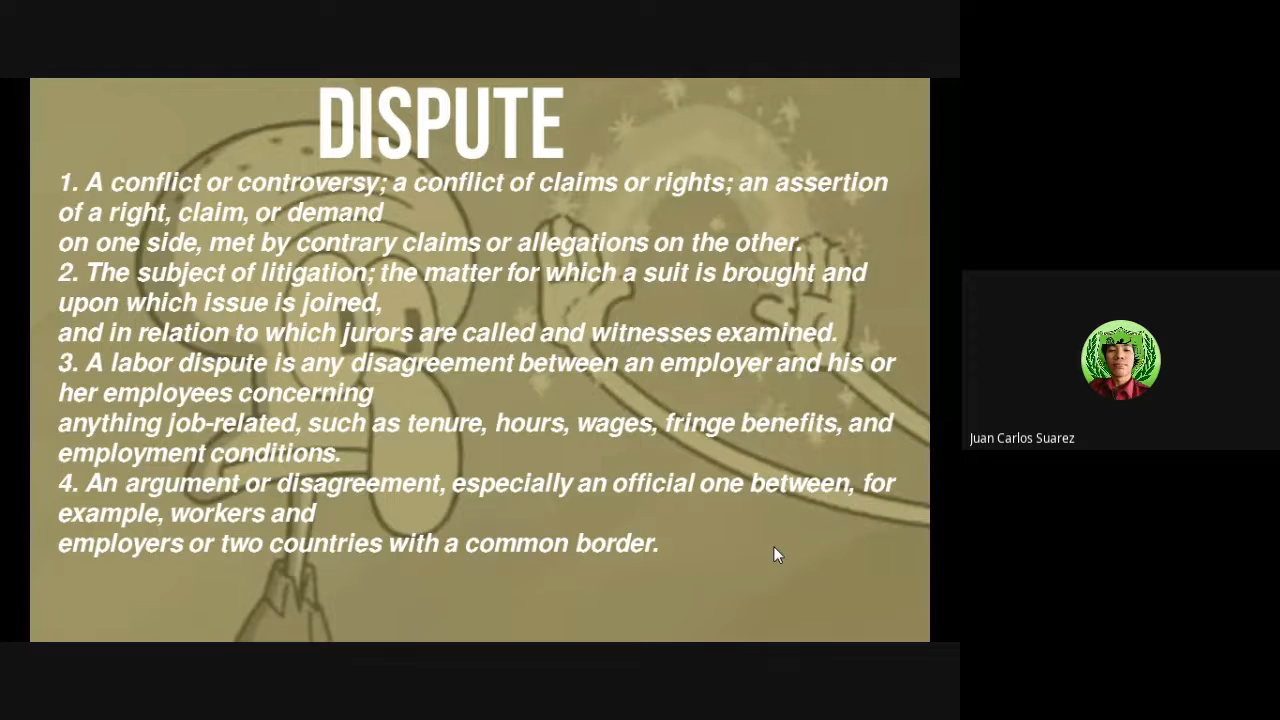 DISPUTE
1. A conflict or controversy; a conflict of claims or rights; an assertion
of a right, claim, or demand
on one side, met by contrary claims or allegations on the other.
2. The subject of litigation; the matter for which a suit is brought and
upon which issue is joined,
and in relation to which jurors are called and witnesses examined.
3. A labor dispute is any disagreement between an employer and his or
her employees concerning
anything job-related, such as tenure, hours, wages, fringe benefits, and
employment conditions.
4. An argument or disagreement, especially an official one between, for
example, workers and
employers or two countries with a common border.
Juan Carlos Suarez